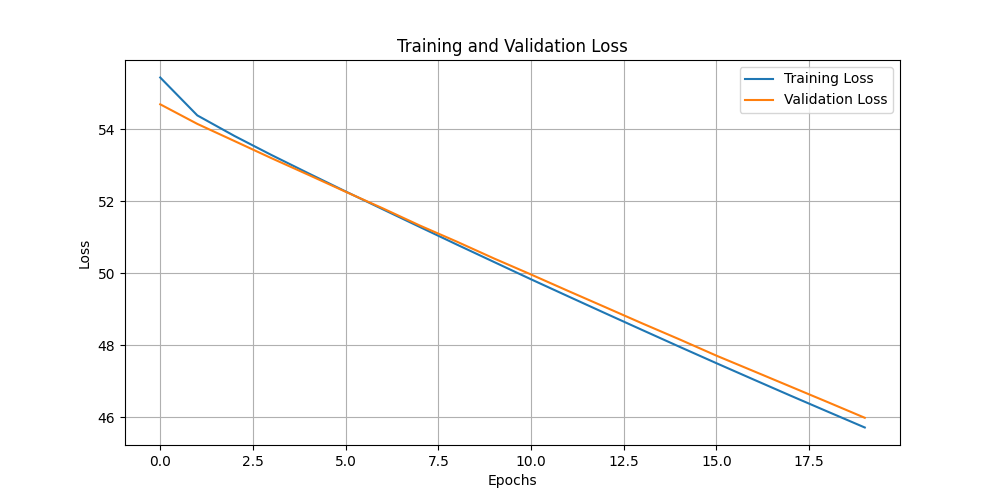 Training and Validation Loss
Training Loss
Validation Loss
Loss
54
52
50
48
46
0.0 2.5 5.0 7.5 10.0 12.5 15.0 17.5
Epochs